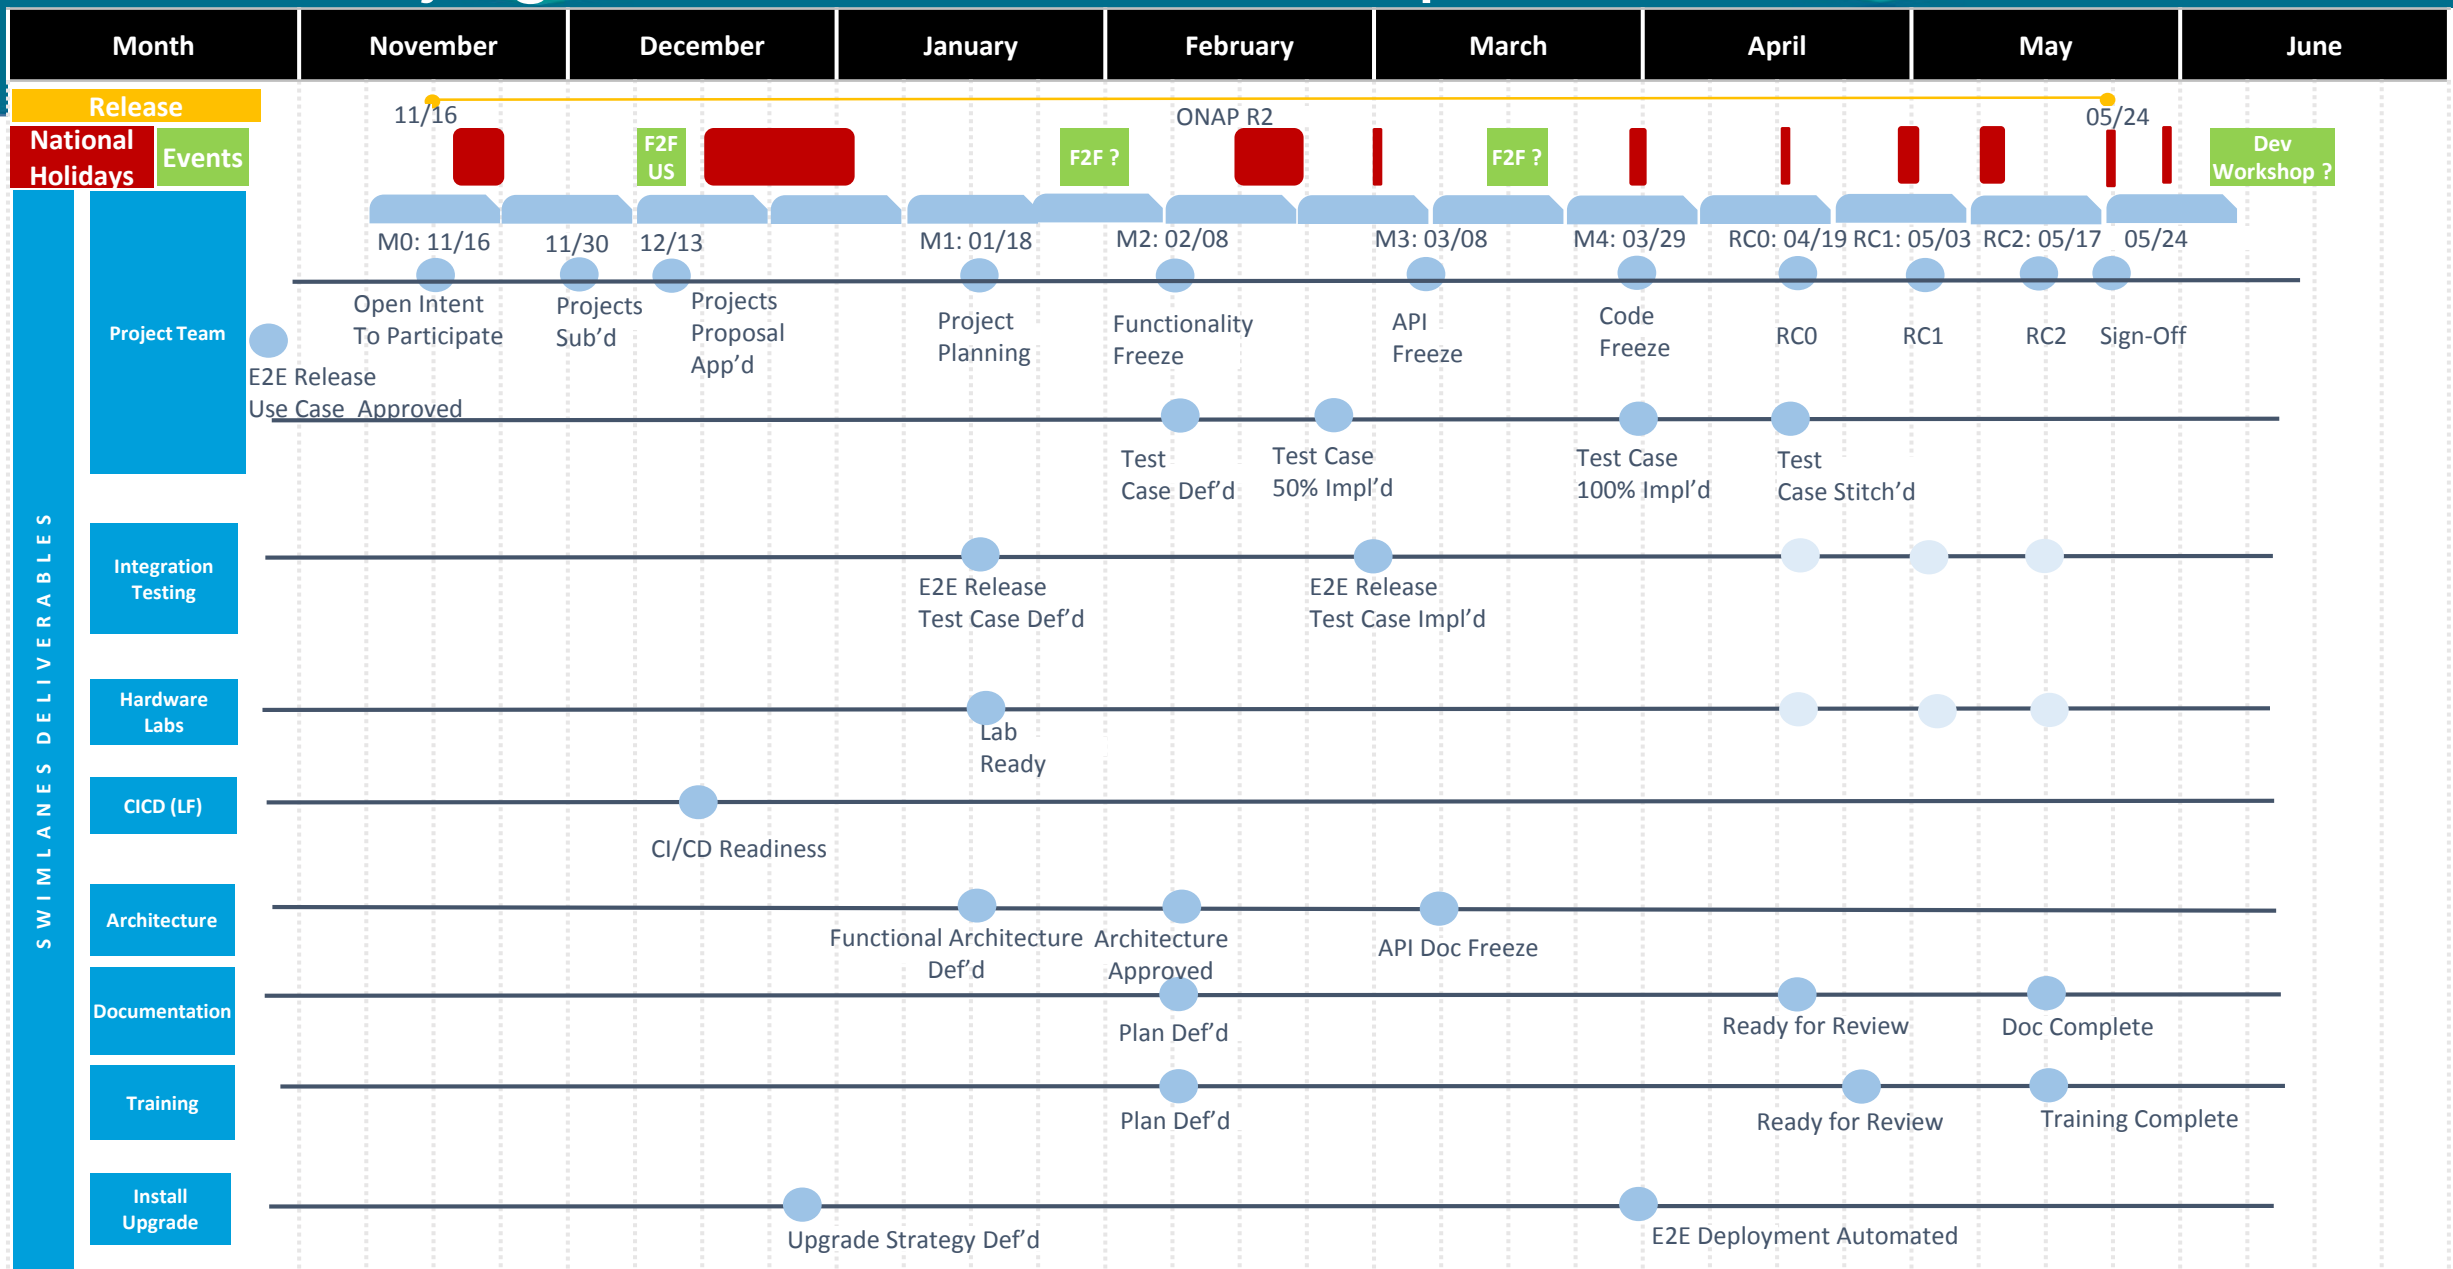 Month
November
December
January
February
March
April
May
June
Release
11/16
ONAP R2
05/24
National
Holidays
Events
F2F
US
F2F ?
F2F ?
Dev
Workshop ?
SWIMLANES DELIVERABLES
Project Team
M0: 11/16
11/30
12/13
M1: 01/18
M2: 02/08
M3: 03/08
M4: 03/29
RC0: 04/19
RC1: 05/03
RC2: 05/17
05/24
Open Intent
To Participate
Projects
Sub’d
Projects
Proposal
App’d
Project
Planning
Functionality
Freeze
API
Freeze
Code
Freeze
RC0
RC1
RC2
Sign-Off
E2E Release
Use Case Approved
Test
Case Def’d
Test Case
50% Impl’d
Test Case
100% Impl’d
Test
Case Stitch’d
Integration
Testing
E2E Release
Test Case Def’d
E2E Release
Test Case Impl’d
Hardware
Labs
Lab
Ready
CICD (LF)
CI/CD Readiness
Architecture
Functional Architecture
Def’d
Architecture
Approved
API Doc Freeze
Documentation
Plan Def’d
Ready for Review
Doc Complete
Training
Plan Def’d
Ready for Review
Training Complete
Install
Upgrade
Upgrade Strategy Def’d
E2E Deployment Automated